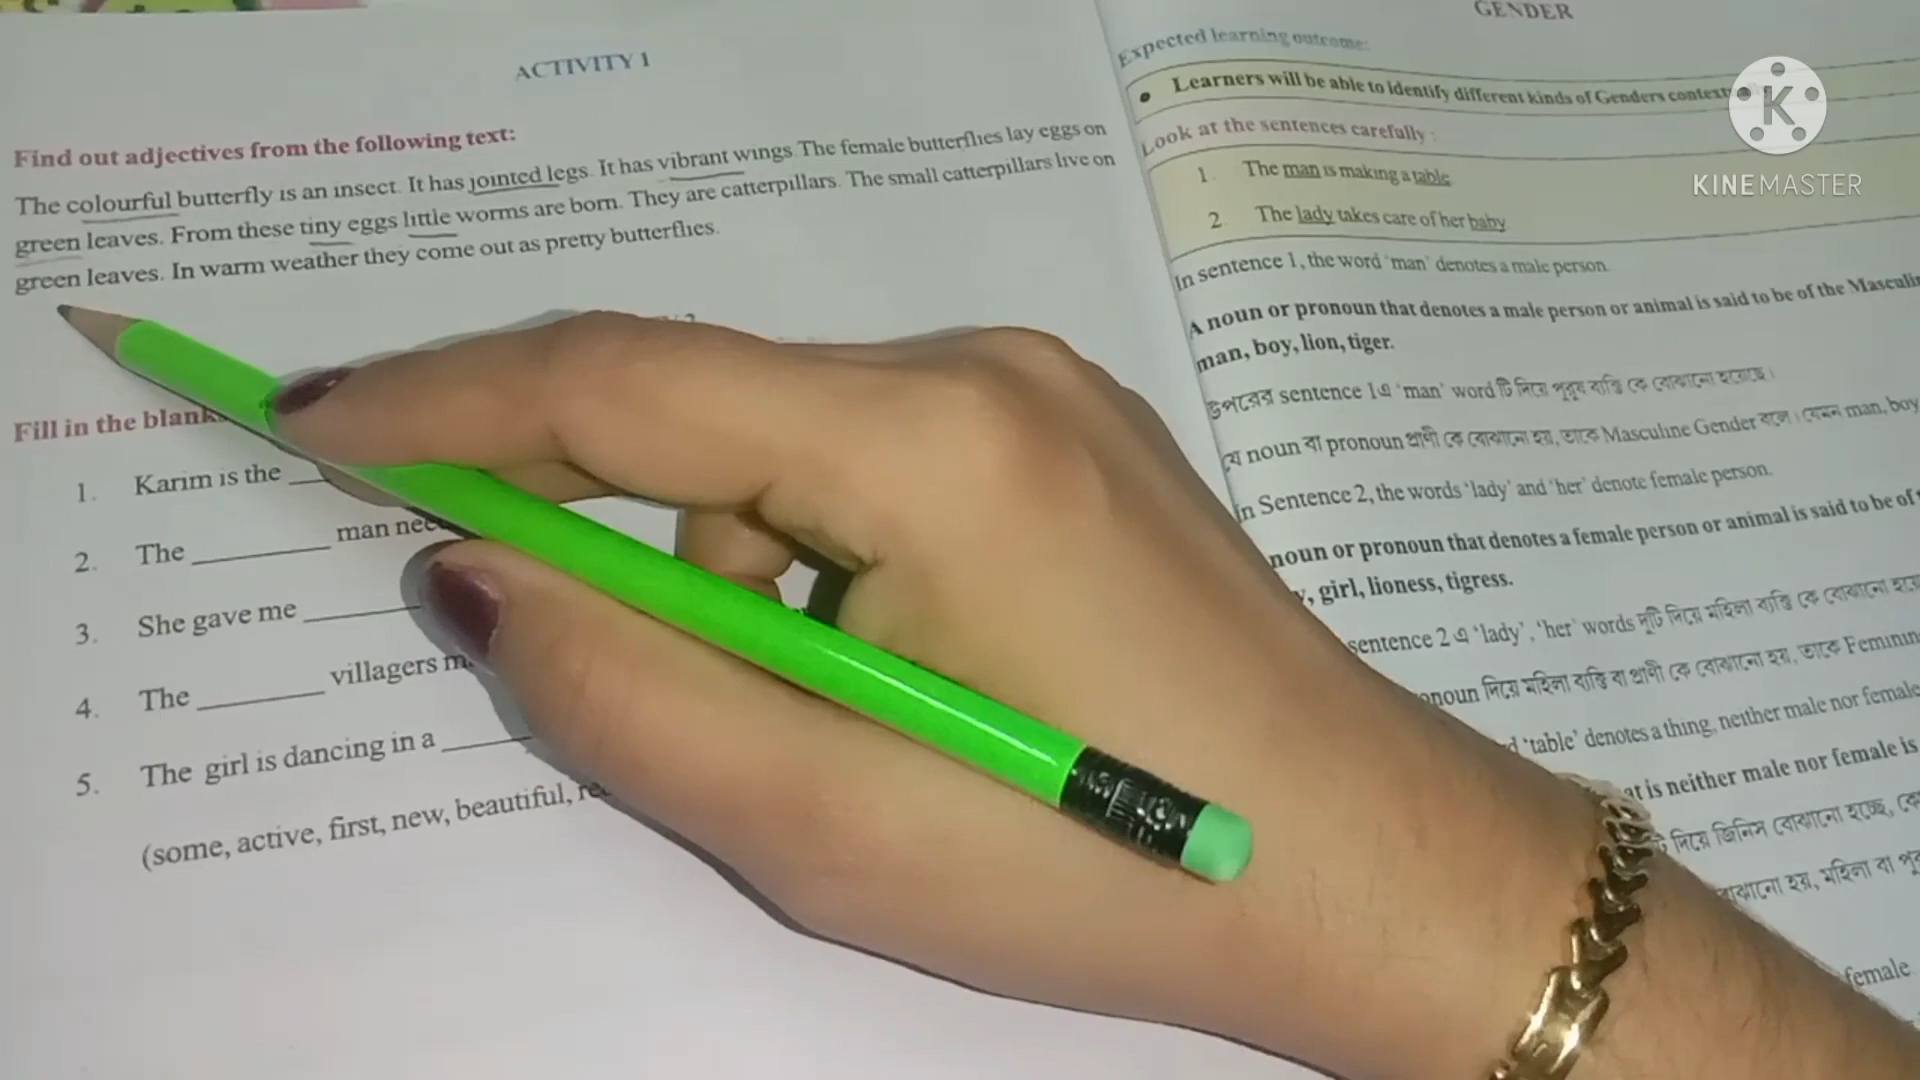 ACTIVITY 1
Find out adjectives from the following text:
The colourful butterfly is an insect. It has jointed legs. It has vibrant wings The female butterflies lay eggs on
green leaves. From these tiny eggs little worms are born. They are catterpillars. The small catterpillars live on
green leaves. In warm weather they come out as pretty butterflies.
Fill in the
1. Karim is the
2. The ________ man
3. She gave me ________
4. The ________ villagers
5. The girl is dancing in a ________
(some, active, first, new, beautiful,
GENDER
Expected learning outcome:
• Learners will be able to identify different kinds of Genders
Look at the sentences carefully :
1. The man is making a table
2. The lady takes care of her baby
In sentence 1, the word 'man' denotes a male person.
A noun or pronoun that denotes a male person or animal is said to be of the
man, boy, lion, tiger.
উপরের sentence 1এ 'man' word টি দিয়ে পুরুষ ব্যক্তি কে বোঝানো হয়েছে।
যে noun বা pronoun প্রাণী কে বোঝানো হয়, তাকে Masculine Gender বলে। যেমন man, boy
In Sentence 2, the words 'lady' and 'her' denote female person.
noun or pronoun that denotes a female person or animal is said to be of
girl, lioness, tigress.
sentence 2 এ 'lady', 'her' words দুটি দিয়ে মহিলা ব্যক্তি কে বোঝানো
দিয়ে মহিলা ব্যক্তি বা প্রাণী কে বোঝানো হয়, তাকে
'table' denotes a thing, neither male nor female
is neither male nor female is
দিয়ে জিনিস বোঝানো হচ্ছে,
হয়, মহিলা বা
female
KINEMASTER